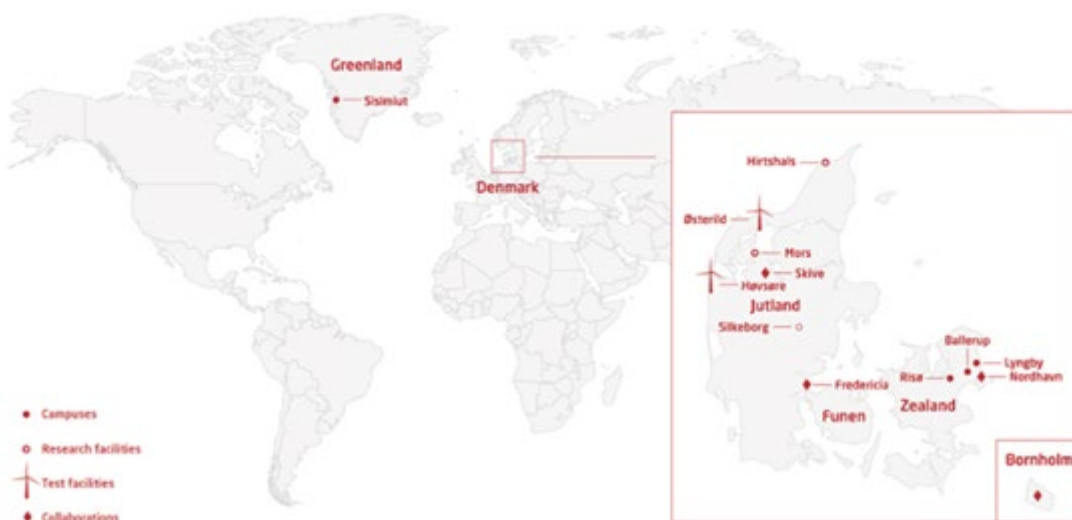 Greenland
Sisimiut
Denmark
Hirtshals
Østerild
Mors
Skive
Høvsøre
Jutland
Silkeborg
Ballerup
Lyngby
Risø
Nordhavn
Fredericia
Zealand
Funen
Bornholm
Campuses
Research facilities
Test facilities
Collaborations